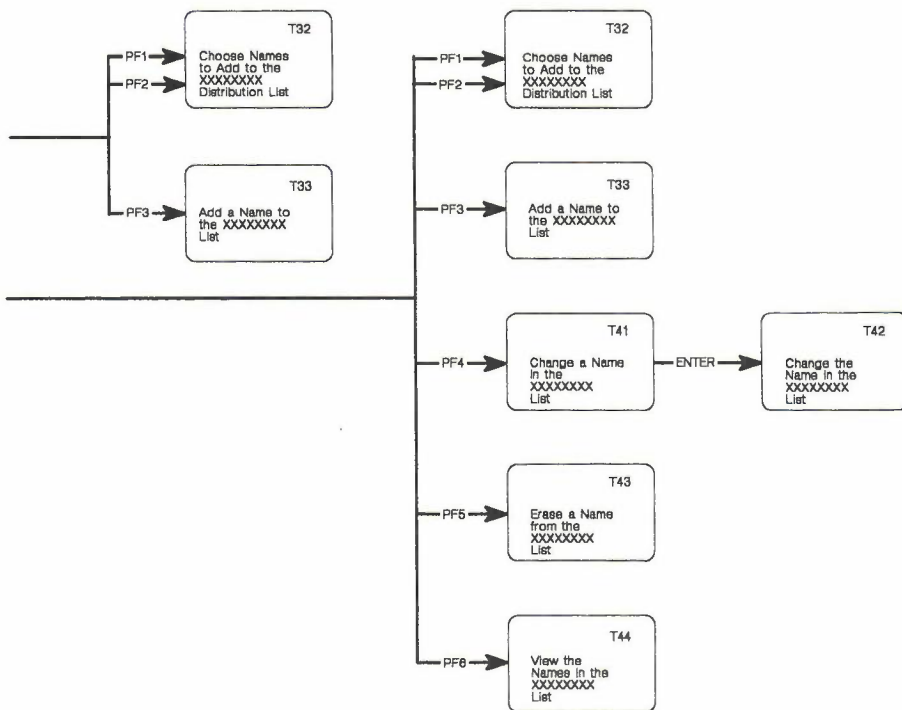 T32
PF1
Choose Names
to Add to the
PF2
XXXXXXXX
Distribution List
T33
PF3
Add a Name to
the XXXXXXXX
List
T32
PF1
Choose Names
to Add to the
PF2
XXXXXXXX
Distribution List
T33
PF3
Add a Name to
the XXXXXXXX
List
T41
PF4
Change a Name
in the
XXXXXXXX
List
ENTER
T42
Change the
Name in the
XXXXXXXX
List
T43
PF5
Erase a Name
from the
XXXXXXXX
List
T44
PF6
View the
Names in the
XXXXXXXX
List